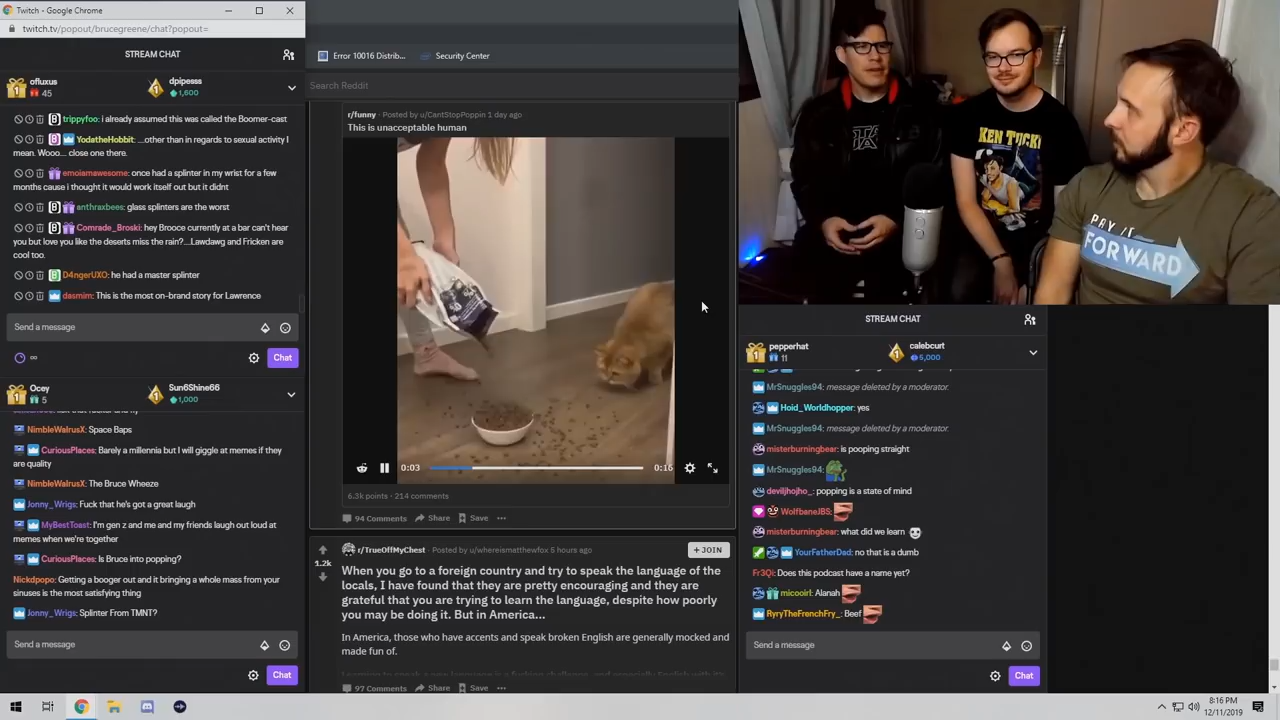 Twitch - Google Chrome
twitch.tv/popout/brucegreene/chat?popout=
STREAM CHAT
ofluxus
45
dpipesss
1,600
trippyfoo: i already assumed this was called the Boomer-cast
YodatheHobbit: ....other than in regards to sexual activity I
mean. Wooo... close one there.
emoiamawesome: once had a splinter in my wrist for a few
months cause i thought it would work itself out but it didnt
anthraxbees: glass splinters are the worst
Comrade_Broski: hey Brooce currently at a bar can't hear
you but love you like the deserts miss the rain?...Lawdawg and Fricken are
cool too.
D4ngerUXO: he had a master splinter
dasmim: This is the most on-brand story for Lawrence
Send a message
Chat
Ocey
5
Sun6Shine66
1,000
NimbleWalrusX: Space Baps
CuriousPlaces: Barely a millennia but I will giggle at memes if they
are quality
NimbleWalrusX: The Bruce Wheeze
Jonny_Wrigs: Fuck that he's got a great laugh
MyBestToast: I'm gen z and me and my friends laugh out loud at
memes when we're together
CuriousPlaces: Is Bruce into popping?
Nickdpopo: Getting a booger out and it bringing a whole mass from your
sinuses is the most satisfying thing
Jonny_Wrigs: Splinter From TMNT?
Send a message
Chat
Error 10016 Distrib...
Security Center
Search Reddit
r/funny · Posted by u/CantStopPoppin 1 day ago
This is unacceptable human
0:03
0:16
6.3k points · 214 comments
94 Comments
Share
Save
1.2k
r/TrueOffMyChest · Posted by u/whereismatthewfox 5 hours ago
+ JOIN
When you go to a foreign country and try to speak the language of the
locals, I have found that they are pretty encouraging and they are
grateful that you are trying to learn the language, despite how poorly
you may be doing it. But in America...
In America, those who have accents and speak broken English are generally mocked and
made fun of.
97 Comments
Share
Save
KEN TUCKY
PAY IT
FORWARD
STREAM CHAT
pepperhat
11
calebcurt
5,000
MrSnuggles94: message deleted by a moderator.
Hoid_Worldhopper: yes
MrSnuggles94: message deleted by a moderator.
misterburningbear: is pooping straight
MrSnuggles94:
deviljhojho_: popping is a state of mind
WolfbaneJBS:
misterburningbear: what did we learn
YourFatherDad: no that is a dumb
Fr3Qi: Does this podcast have a name yet?
micooirl: Alanah
RyryTheFrenchFry_: Beef
Send a message
Chat
8:16 PM
12/11/2019